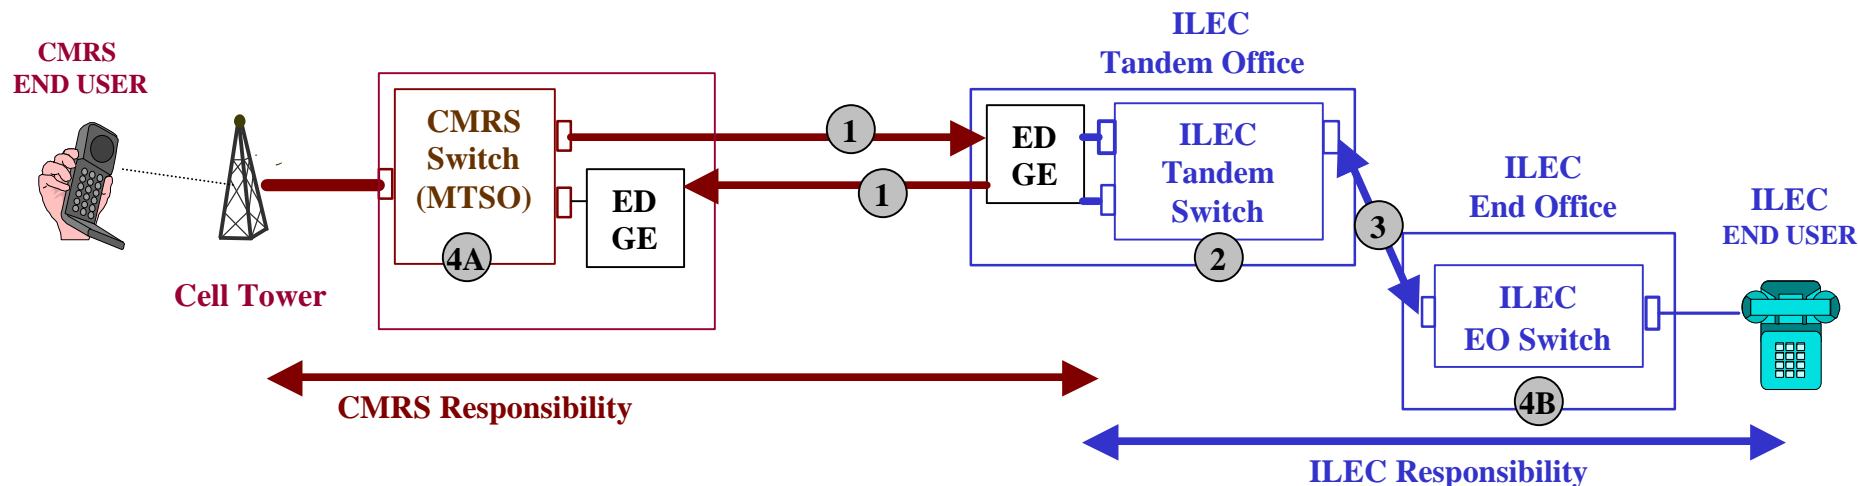 CMRS
END USER
Cell Tower
CMRS
Switch
(MTSO)
4A
ED
GE
1
1
ILEC
Tandem Office
ED
GE
ILEC
Tandem
Switch
2
3
ILEC
End Office
ILEC
EO Switch
4B
ILEC
END USER
CMRS Responsibility
ILEC Responsibility